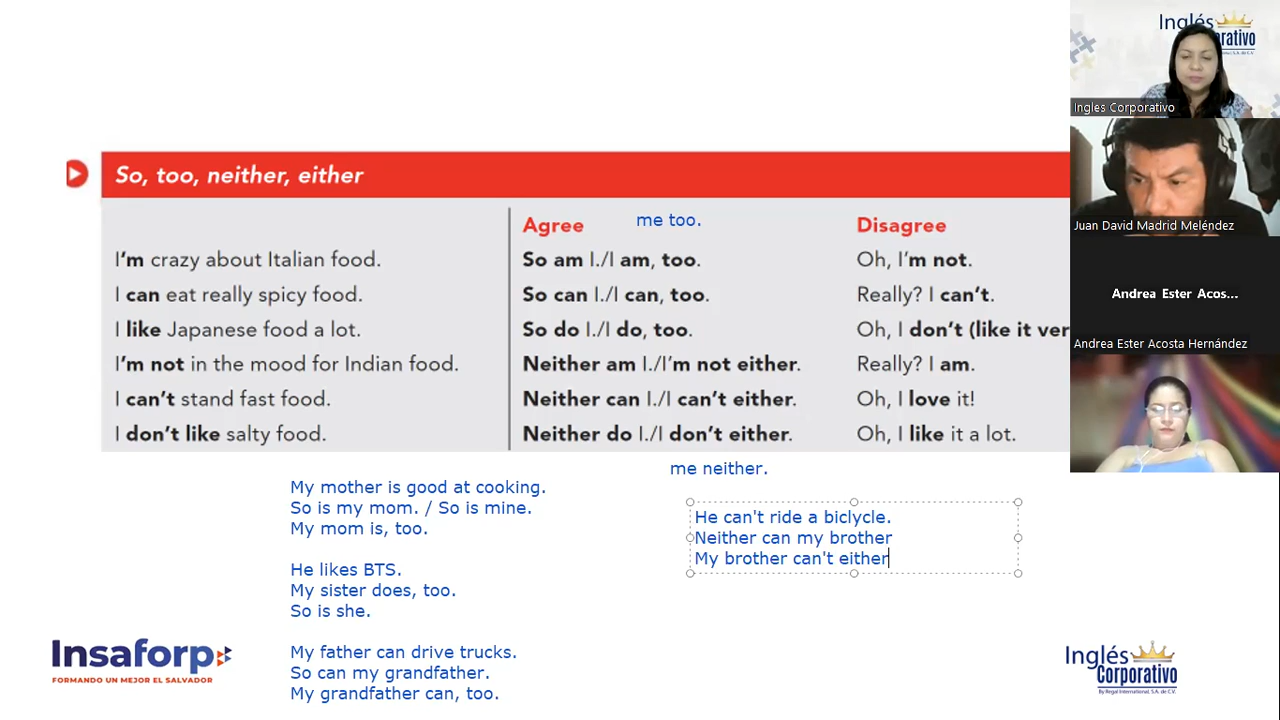 Inglés
Corporativo
Ingles Corporativo
Juan David Madrid Meléndez
Andrea Ester Acos...
Andrea Ester Acosta Hernández
So, too, neither, either
Agree me too. Disagree
I'm crazy about Italian food. So am I./I am, too. Oh, I'm not.
I can eat really spicy food. So can I./I can, too. Really? I can't.
I like Japanese food a lot. So do I./I do, too. Oh, I don't (like it ver
I'm not in the mood for Indian food. Neither am I./I'm not either. Really? I am.
I can't stand fast food. Neither can I./I can't either. Oh, I love it!
I don't like salty food. Neither do I./I don't either. Oh, I like it a lot.
me neither.
My mother is good at cooking.
So is my mom. / So is mine.
My mom is, too.
He likes BTS.
My sister does, too.
So is she.
My father can drive trucks.
So can my grandfather.
My grandfather can, too.
He can't ride a biclycle.
Neither can my brother
My brother can't either
Insaforp
FORMANDO UN MEJOR EL SALVADOR
Inglés
Corporativo
By Regal International, S.A. de C.V.